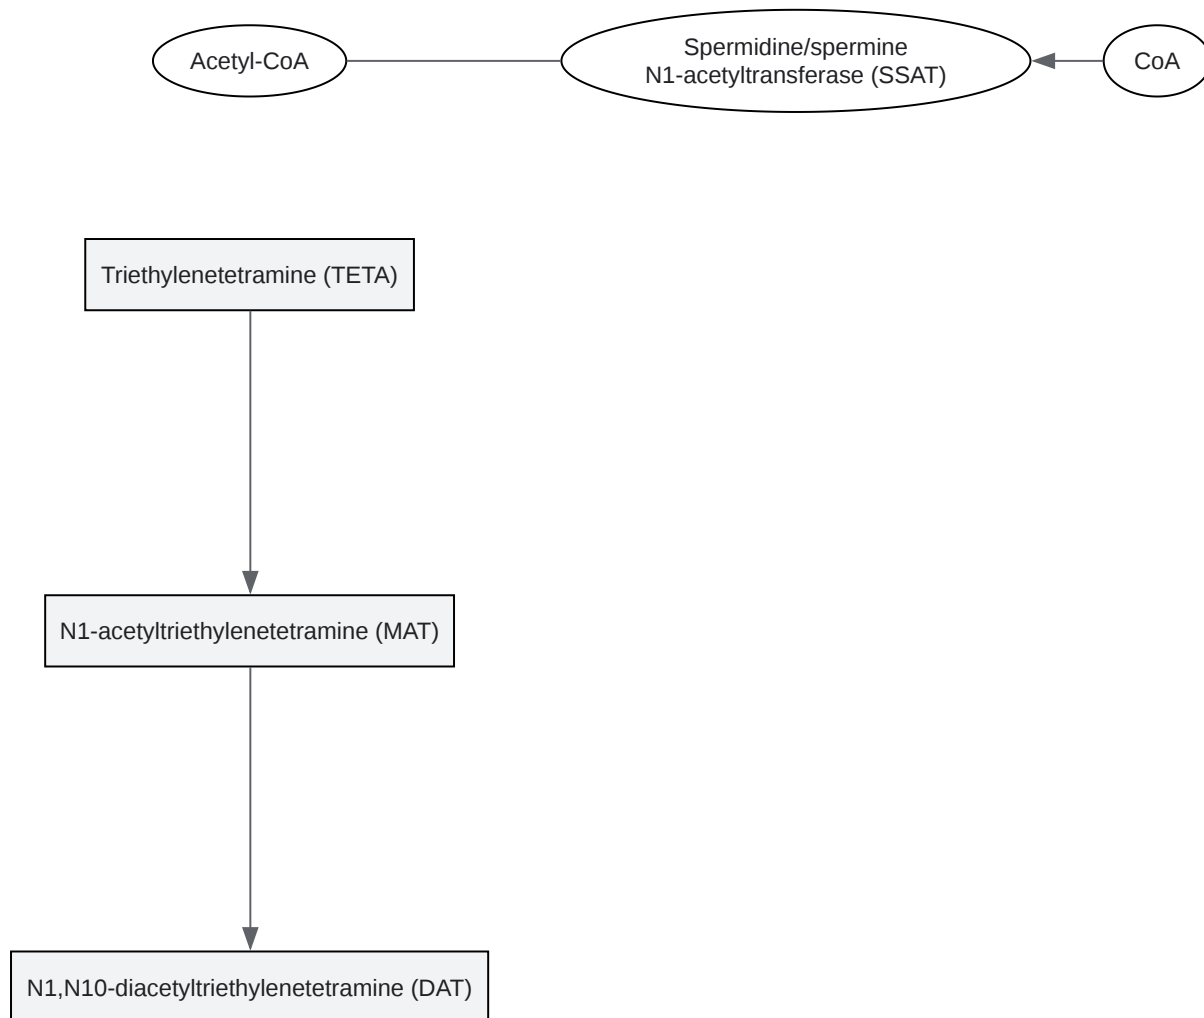 Acetyl-CoA
Spermidine/spermine
N1-acetyltransferase (SSAT)
CoA
Triethylenetetramine (TETA)
N1-acetyltriethylenetetramine (MAT)
N1,N10-diacetyltriethylenetetramine (DAT)